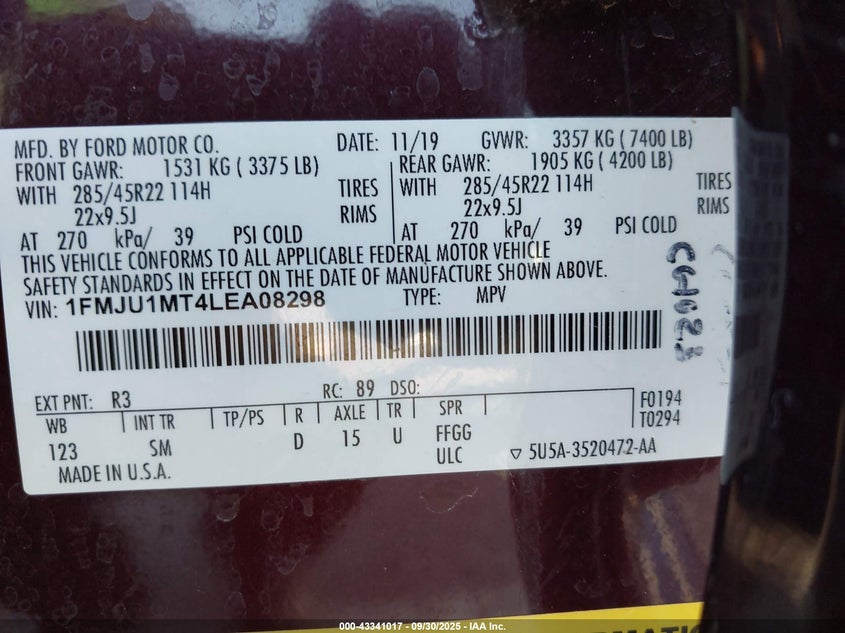 MFD. BY FORD MOTOR CO. DATE: 11/19 GVWR: 3357 KG ( 7400 LB)
FRONT GAWR: 1531 KG ( 3375 LB) REAR GAWR: 1905 KG ( 4200 LB)
WITH 285/45R22 114H TIRES WITH 285/45R22 114H TIRES
22x9.5J RIMS 22x9.5J RIMS
AT 270 kPa/ 39 PSI COLD AT 270 kPa/ 39 PSI COLD
THIS VEHICLE CONFORMS TO ALL APPLICABLE FEDERAL MOTOR VEHICLE
SAFETY STANDARDS IN EFFECT ON THE DATE OF MANUFACTURE SHOWN ABOVE.
VIN: 1FMJU1MT4LEA08298 TYPE: MPV
EXT PNT: R3 RC: 89 DSO: F0194
WB INT TR TP/PS R AXLE TR SPR T0294
123 SM D 15 U FFGG
ULC ▽ 5U5A-3520472-AA
MADE IN U.S.A.
000-43341017 - 09/30/2025 - IAA Inc.